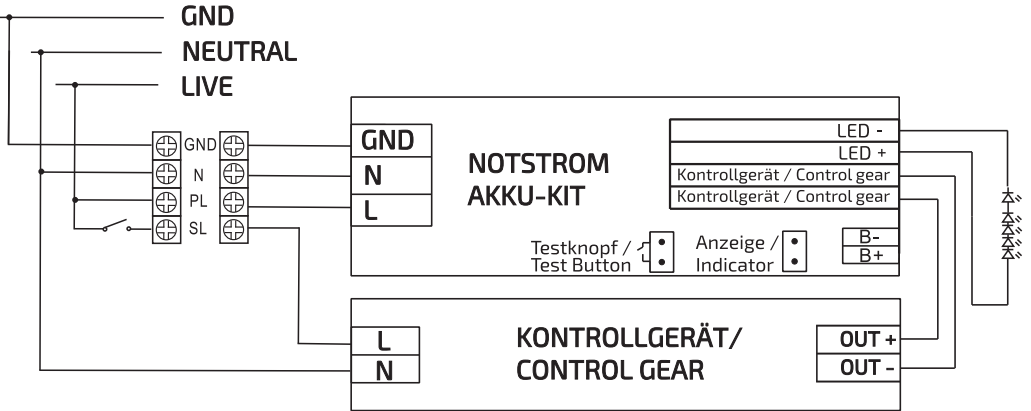 GND
NEUTRAL
LIVE
GND
N
PL
SL
GND
N
L
NOTSTROM
AKKU-KIT
LED -
LED +
Kontrollgerät / Control gear
Kontrollgerät / Control gear
Testknopf /
Test Button
Anzeige /
Indicator
B-
B+
L
N
KONTROLLGERÄT/
CONTROL GEAR
OUT +
OUT -